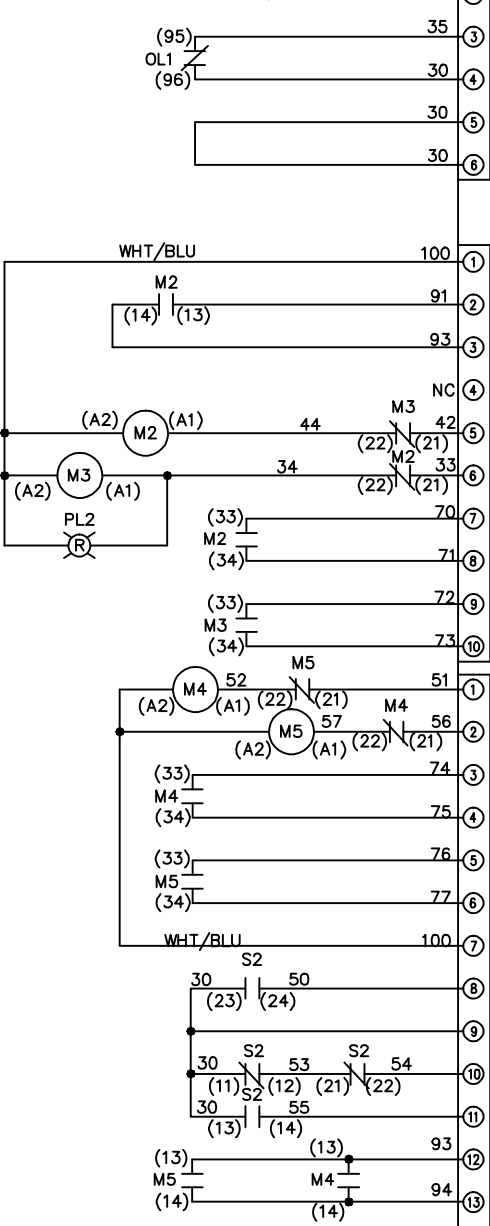 (95) 35 3
OL1
(96) 30 4
30 5
30 6
WHT/BLU 100 1
M2 91 2
(14) (13)
93 3
NC 4
(A2) M2 (A1) 44 M3 42 5
(22) (21)
M3 34 M2 33 6
(A2) (A1) (22) (21)
PL2 (33) 70 7
R M2
(34) 71 8
(33) 72 9
M3
(34) 73 10
M4 52 M5 51 1
(A2) (A1) (22) (21)
M5 57 M4 56 2
(A2) (A1) (22) (21)
(33) 74 3
M4
(34) 75 4
(33) 76 5
M5
(34) 77 6
WHT/BLU 100 7
S2
30 50 8
(23) (24)
9
S2 S2
30 53 54 10
(11) (12) (21) (22)
S2
30 55 11
(13) (14)
(13) (13) 93 12
M5 M4
(14) (14) 94 13